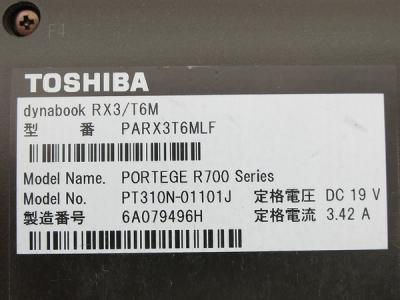 F4
TOSHIBA
dynabook RX3/T6M
型 番 PARX3T6MLF
Model Name. PORTEGE R700 Series
Model No. PT310N-01101J 定格電圧 DC 19 V
製造番号 6A079496H 定格電流 3.42 A